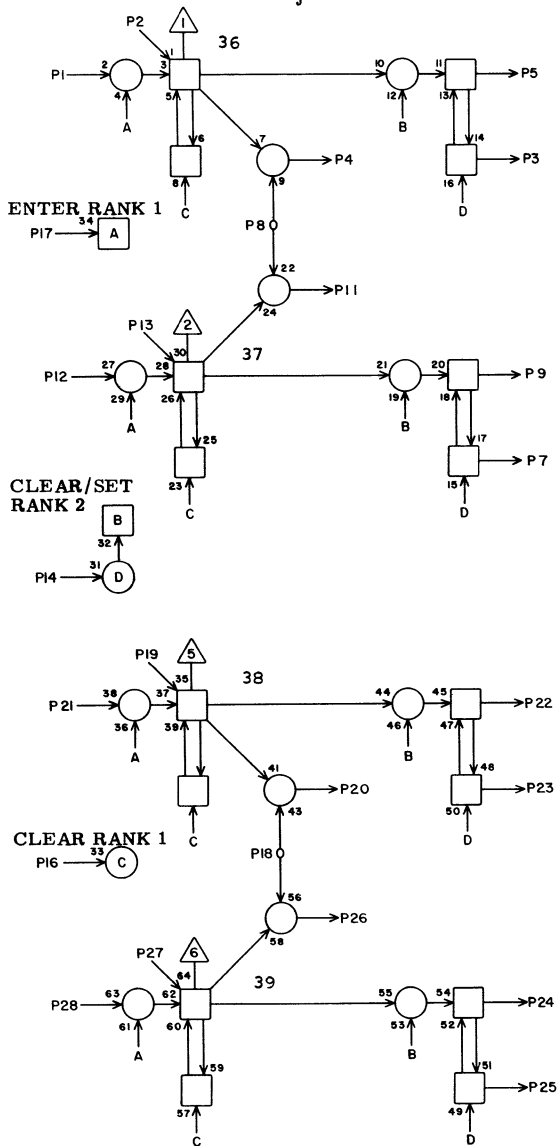 1
P2
36
1
P1
2
3
10
11
P5
4
5
12
13
A
6
7
B
14
P4
P3
8
9
16
C
D
ENTER RANK 1
34
P17
A
P8
22
P11
24
2
P13
30
37
P12
27
28
21
20
P9
29
26
19
18
A
25
B
17
P7
23
15
C
D
CLEAR/SET
RANK 2
B
32
31
P14
D
5
P19
35
38
P21
38
37
44
45
P22
36
39
46
47
A
41
B
48
P20
P23
43
50
C
D
CLEAR RANK 1
33
P16
C
P18
56
P26
58
6
P27
64
39
P28
63
62
55
54
P24
61
60
53
52
A
59
B
51
P25
57
49
C
D